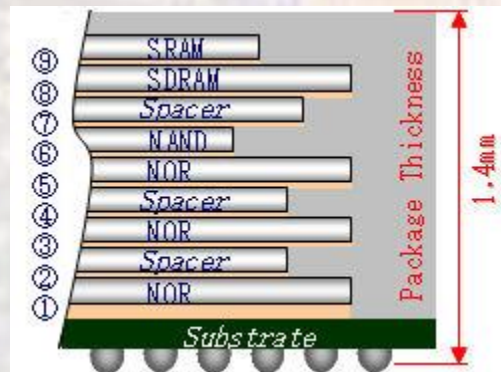 ⑨ SRAM
⑧ SDRAM
⑦ Spacer
⑥ NAND
⑤ NOR
④ Spacer
③ NOR
② Spacer
① NOR
Substrate
Package Thickness
1.4mm